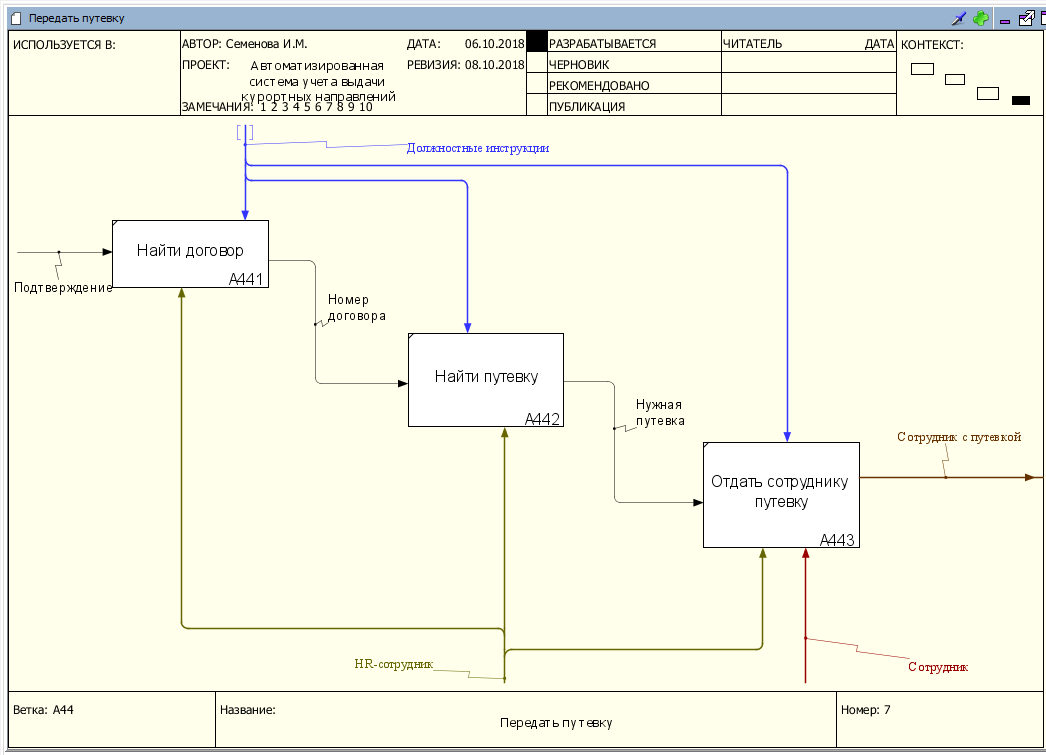 Передать путевку
ИСПОЛЬЗУЕТСЯ В:
АВТОР: Семенова И.М.
ДАТА: 06.10.2018
РАЗРАБАТЫВАЕТСЯ
ЧИТАТЕЛЬ
ДАТА
КОНТЕКСТ:
ПРОЕКТ: Автоматизированная
система учета выдачи
курортных направлений
РЕВИЗИЯ: 08.10.2018
ЧЕРНОВИК
РЕКОМЕНДОВАНО
ЗАМЕЧАНИЯ: 1 2 3 4 5 6 7 8 9 10
ПУБЛИКАЦИЯ
Должностные инструкции
Найти договор
A441
Подтверждение
Номер
договора
Найти путевку
A442
Нужная
путевка
Сотрудник с путевкой
Отдать сотруднику
путевку
A443
HR-сотрудник
Сотрудник
Ветка: A44
Название:
Передать путевку
Номер: 7